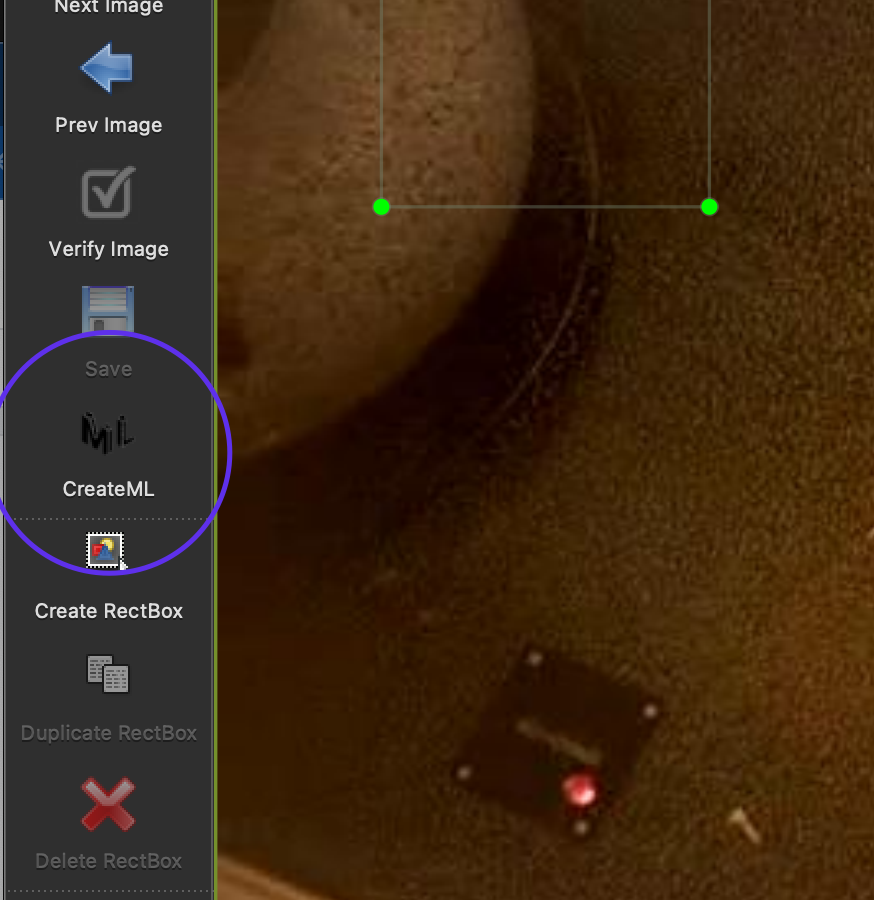 Next Image
Prev Image
Verify Image
Save
ML
CreateML
Create RectBox
Duplicate RectBox
Delete RectBox